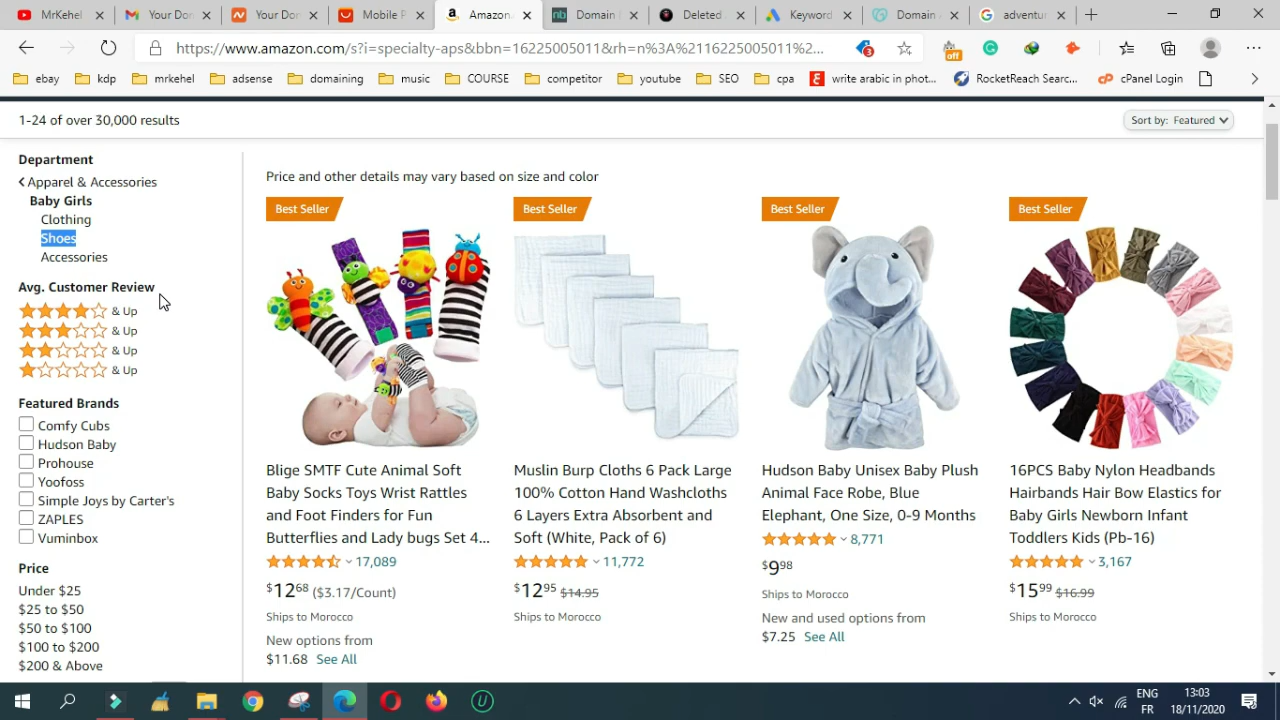 MrKehel
Your Dor
Your Do
Mobile P
Amazon.
Domain
Deleted
Keyword
Domain
adventur
https://www.amazon.com/s?i=specialty-aps&bbn=16225005011&rh=n%3A%2116225005011%2...
3
off
ebay
kdp
mrkehel
adsense
domaining
music
COURSE
competitor
youtube
SEO
cpa
write arabic in phot...
RocketReach Searc...
cPanel Login
1-24 of over 30,000 results
Sort by: Featured
Department
Apparel & Accessories
Baby Girls
Clothing
Shoes
Accessories
Avg. Customer Review
& Up
& Up
& Up
& Up
Featured Brands
Comfy Cubs
Hudson Baby
Prohouse
Yoofoss
Simple Joys by Carter's
ZAPLES
Vuminbox
Price
Under $25
$25 to $50
$50 to $100
$100 to $200
$200 & Above
Price and other details may vary based on size and color
Best Seller
Blige SMTF Cute Animal Soft
Baby Socks Toys Wrist Rattles
and Foot Finders for Fun
Butterflies and Lady bugs Set 4...
17,089
$12 68 ($3.17/Count)
Ships to Morocco
New options from
$11.68 See All
Best Seller
Muslin Burp Cloths 6 Pack Large
100% Cotton Hand Washcloths
6 Layers Extra Absorbent and
Soft (White, Pack of 6)
11,772
$12 95 $14.95
Ships to Morocco
Best Seller
Hudson Baby Unisex Baby Plush
Animal Face Robe, Blue
Elephant, One Size, 0-9 Months
8,771
$9 98
Ships to Morocco
New and used options from
$7.25 See All
Best Seller
16PCS Baby Nylon Headbands
Hairbands Hair Bow Elastics for
Baby Girls Newborn Infant
Toddlers Kids (Pb-16)
3,167
$15 99 $16.99
Ships to Morocco
ENG
FR
13:03
18/11/2020